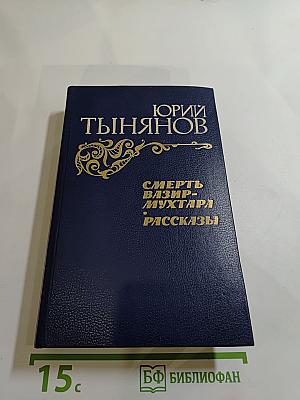 ЮРИЙ
ТЫНЯНОВ
СМЕРТЬ
ВАЗИР-
МУХТАРА
•
РАССКАЗЫ
15с
БФ БИБЛИОФАН